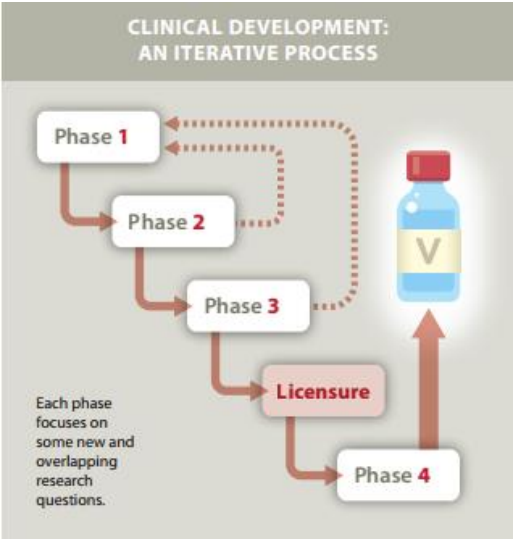 CLINICAL DEVELOPMENT:
AN ITERATIVE PROCESS
Phase 1
Phase 2
V
Phase 3
Licensure
Each phase
focuses on
some new and
overlapping
research
questions.
Phase 4